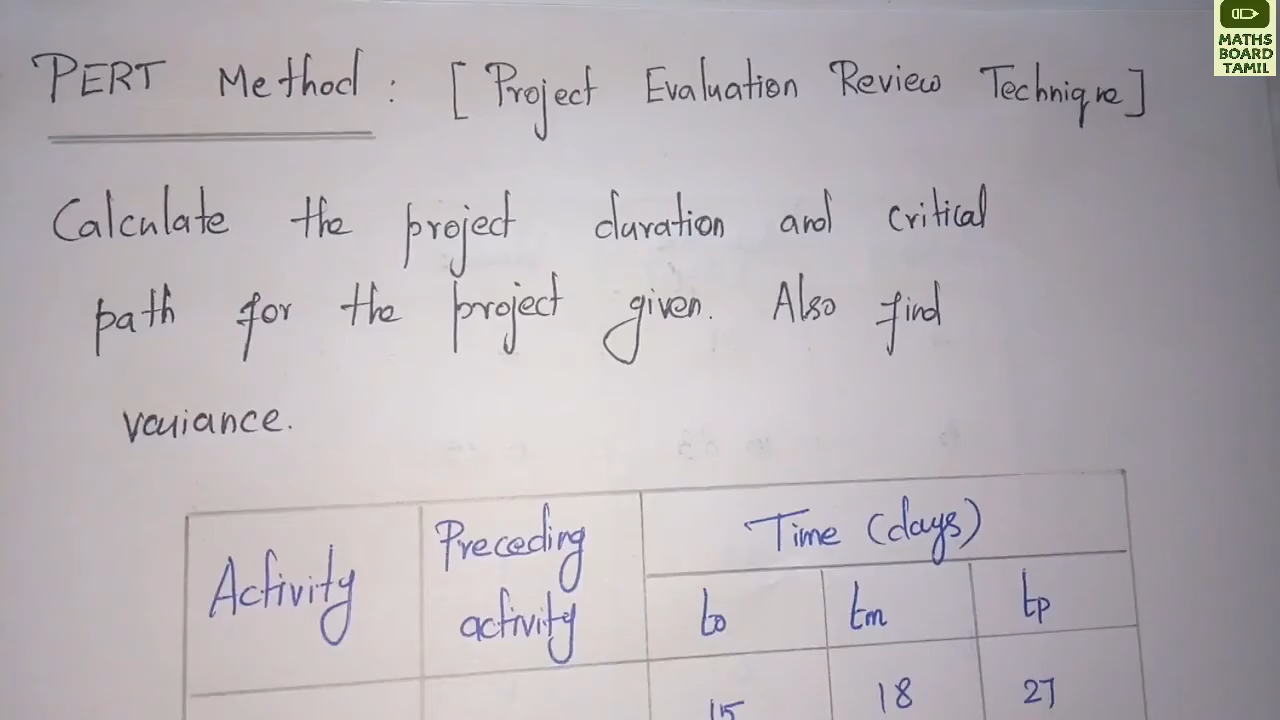 MATHS
BOARD
TAMIL
PERT Method : [ Project Evaluation Review Technique ]
Calculate the project duration and critical
path for the project given. Also find
variance.
Activity
Preceding
activity
Time (days)
to tm tp
15 18 27